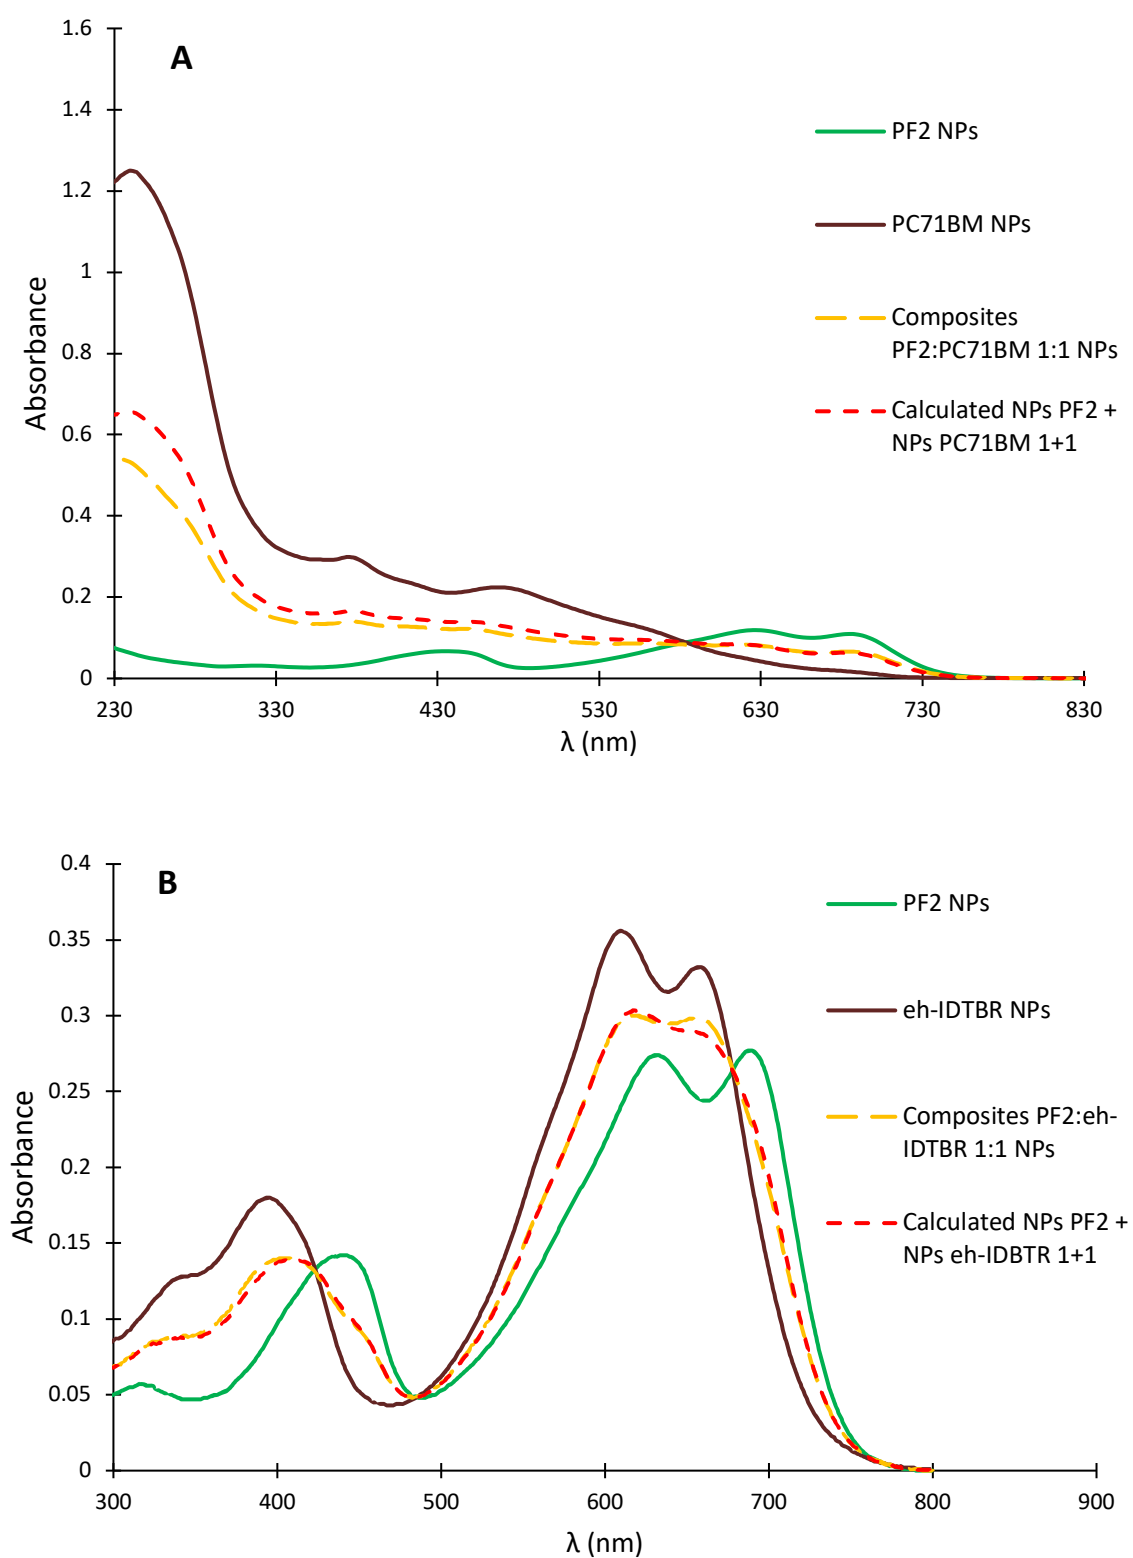 A
1.6
1.4
1.2
1
0.8
0.6
0.4
0.2
0
Absorbance
230
330
430
530
630
730
830
λ (nm)
PF2 NPs
PC71BM NPs
Composites
PF2:PC71BM 1:1 NPs
Calculated NPs PF2 +
NPs PC71BM 1+1
B
0.4
0.35
0.3
0.25
0.2
0.15
0.1
0.05
0
Absorbance
300
400
500
600
700
800
900
λ (nm)
PF2 NPs
eh-IDTBR NPs
Composites PF2:eh-
IDTBR 1:1 NPs
Calculated NPs PF2 +
NPs eh-IDBTR 1+1